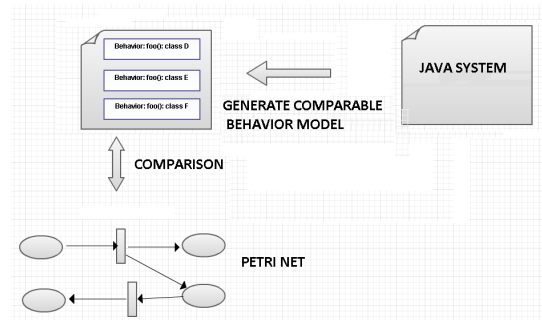 Behavior: foo(): class D
Behavior: foo(): class E
Behavior: foo(): class F
JAVA SYSTEM
GENERATE COMPARABLE
BEHAVIOR MODEL
COMPARISON
PETRI NET